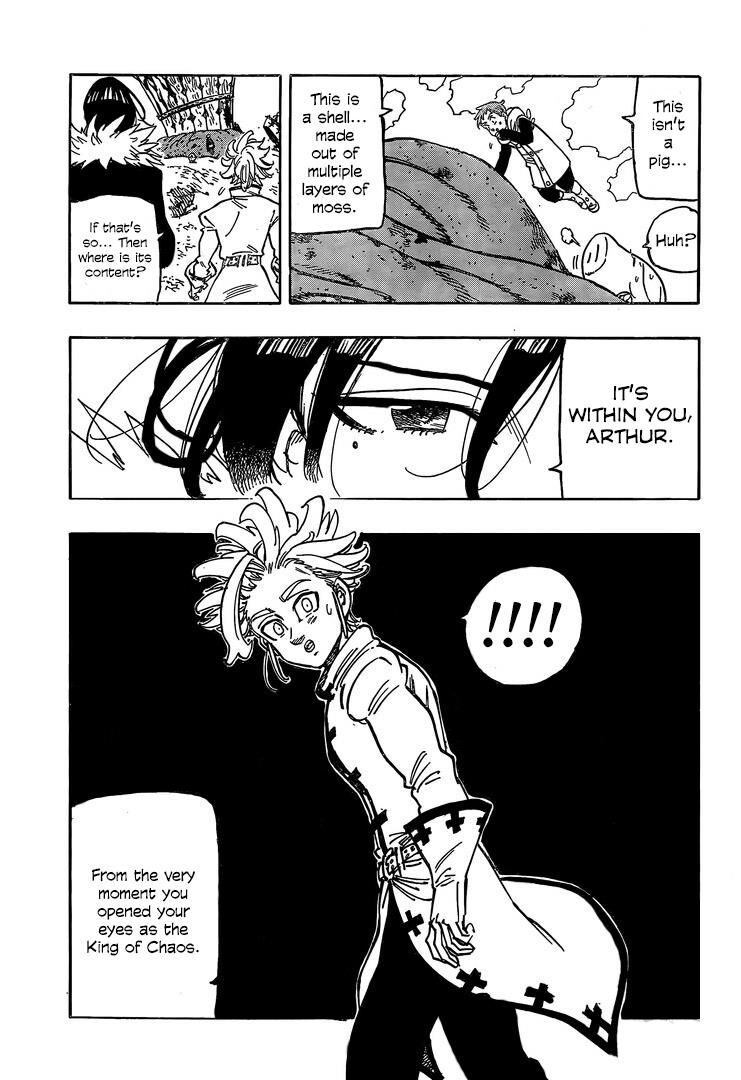 This
isn't
a
pig...
Huh?
This is
a shell...
made
out of
multiple
layers of
moss.
If that's
so... Then
where is its
content?
IT'S
WITHIN YOU,
ARTHUR.
!!!!
From the very
moment you
opened your
eyes as the
King of Chaos.